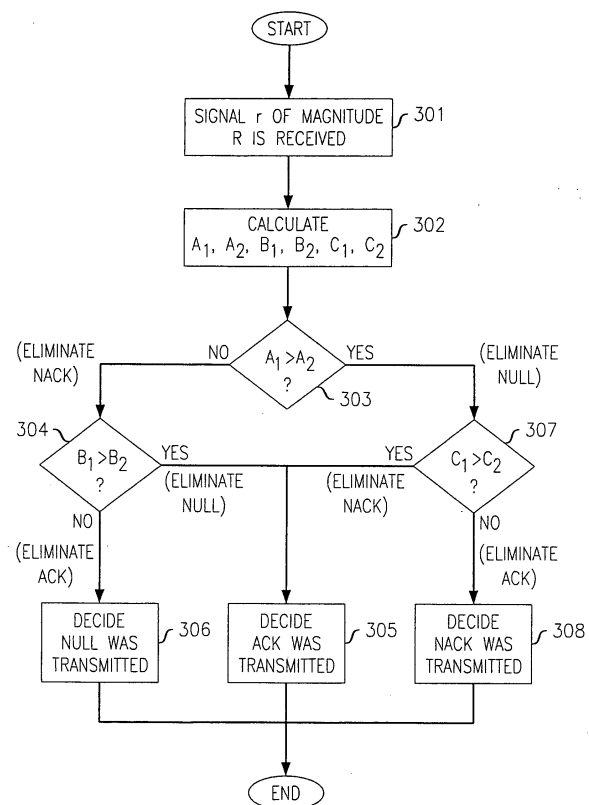 START
SIGNAL r OF MAGNITUDE
R IS RECEIVED
301
CALCULATE
A1, A2, B1, B2, C1, C2
302
(ELIMINATE
NACK)
NO
A1>A2
?
YES
(ELIMINATE
NULL)
303
304
B1>B2
?
YES
(ELIMINATE
NULL)
YES
(ELIMINATE
NACK)
C1>C2
?
307
NO
(ELIMINATE
ACK)
NO
(ELIMINATE
ACK)
DECIDE
NULL WAS
TRANSMITTED
306
DECIDE
ACK WAS
TRANSMITTED
305
DECIDE
NACK WAS
TRANSMITTED
308
END